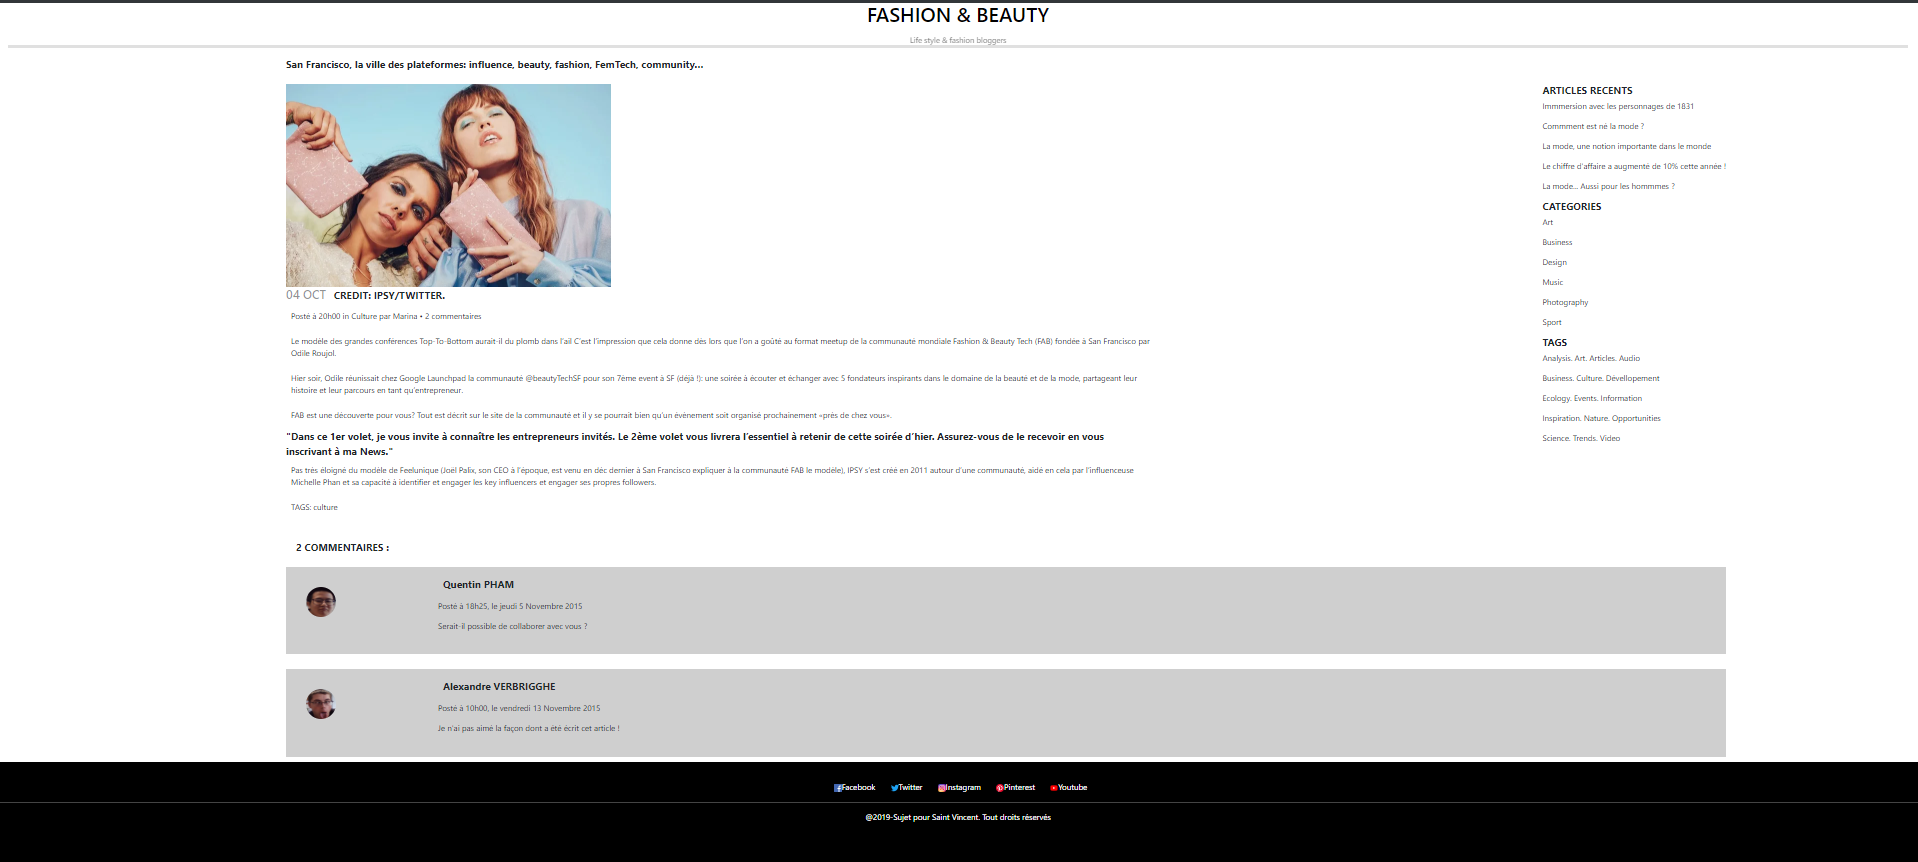 FASHION & BEAUTY
Life style & fashion bloggers
San Francisco, la ville des plateformes: influence, beauty, fashion, FemTech, community...
04 OCT CREDIT: IPSY/TWITTER.
Posté à 20h00 in Culture par Marina • 2 commentaires
Le modèle des grandes conférences Top-To-Bottom aurait-il du plomb dans l'ail C'est l'impression que cela donne dès lors que l'on a goûté au format meetup de la communauté mondiale Fashion & Beauty Tech (FAB) fondée à San Francisco par
Odile Roujol.
Hier soir, Odile réunissait chez Google Launchpad la communauté @beautyTechSF pour son 7ème event à SF (déjà !): une soirée à écouter et échanger avec 5 fondateurs inspirants dans le domaine de la beauté et de la mode, partageant leur
histoire et leur parcours en tant qu'entrepreneur.
FAB est une découverte pour vous? Tout est décrit sur le site de la communauté et il y se pourrait bien qu'un évènement soit organisé prochainement «près de chez vous».
"Dans ce 1er volet, je vous invite à connaître les entrepreneurs invités. Le 2ème volet vous livrera l'essentiel à retenir de cette soirée d'hier. Assurez-vous de le recevoir en vous
inscrivant à ma News."
Pas très éloigné du modèle de Feelunique (Joël Palix, son CEO à l'époque, est venu en déc dernier à San Francisco expliquer à la communauté FAB le modèle), IPSY s'est créé en 2011 autour d'une communauté, aidé en cela par l'influenceuse
Michelle Phan et sa capacité à identifier et engager les key influencers et engager ses propres followers.
TAGS: culture
ARTICLES RECENTS
Immmersion avec les personnages de 1831
Commment est né la mode ?
La mode, une notion importante dans le monde
Le chiffre d'affaire a augmenté de 10% cette année !
La mode... Aussi pour les hommmes ?
CATEGORIES
Art
Business
Design
Music
Photography
Sport
TAGS
Analysis. Art. Articles. Audio
Business. Culture. Dévellopement
Ecology. Events. Information
Inspiration. Nature. Opportunities
Science. Trends. Video
2 COMMENTAIRES :
Quentin PHAM
Posté à 18h25, le jeudi 5 Novembre 2015
Serait-il possible de collaborer avec vous ?
Alexandre VERBRIGGHE
Posté à 10h00, le vendredi 13 Novembre 2015
Je n'ai pas aimé la façon dont a été écrit cet article !
Facebook Twitter Instagram Pinterest Youtube
@2019-Sujet pour Saint Vincent. Tout droits réservés